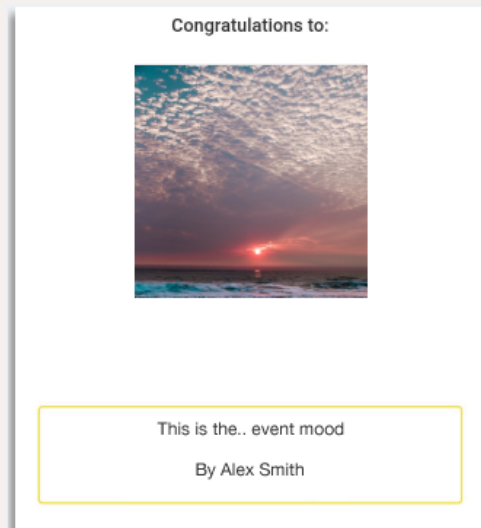 Congratulations to:
This is the.. event mood
By Alex Smith